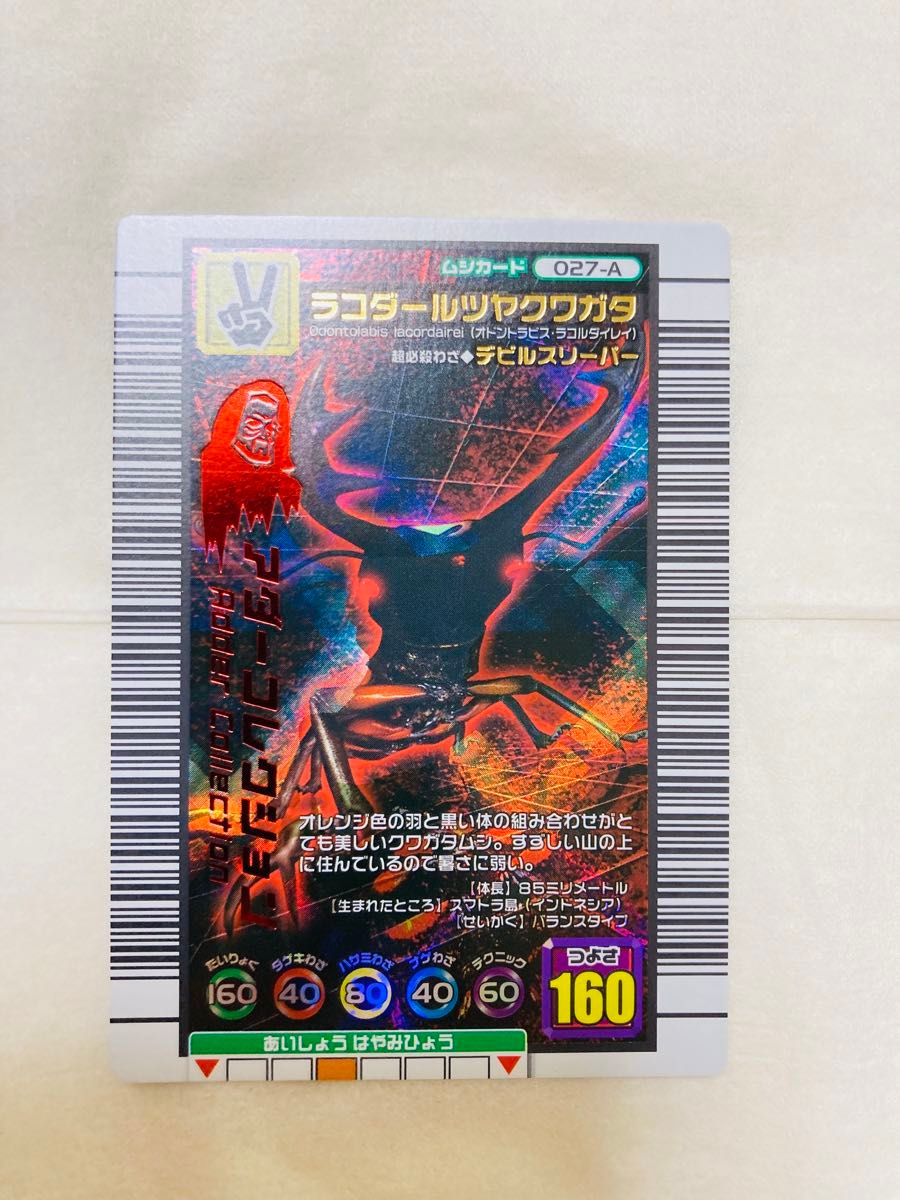 ムシカード 027-A
ラコダールツヤクワガタ
Odontolabis lacordairei (オドントラビス・ラコルダイレイ)
超必殺わざ◆デビルスリーパー
アダーコレクション
Adder Collection
オレンジ色の羽と黒い体の組み合わせがと
ても美しいクワガタムシ。すずしい山の上
に住んでいるので暑さに弱い。
【体長】85ミリメートル
【生まれたところ】スマトラ島(インドネシア)
【せいかく】バランスタイプ
たいりょく ダゲキわざ ハサミわざ ナゲわざ テクニック つよさ
160 40 80 40 60 160
あいしょう はやみひょう